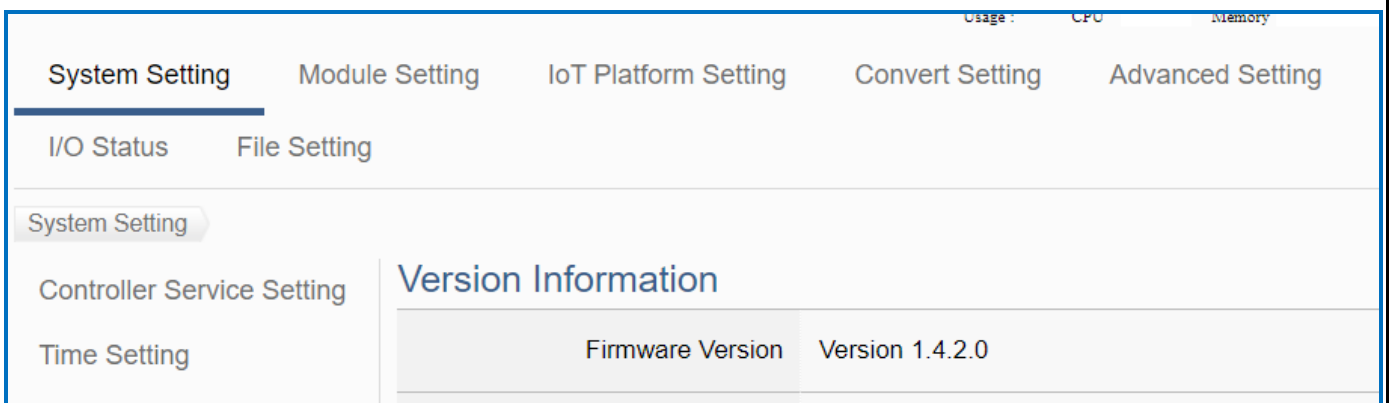 Usage : CPU Memory
System Setting Module Setting IoT Platform Setting Convert Setting Advanced Setting
I/O Status File Setting
System Setting
Controller Service Setting
Time Setting
Version Information
Firmware Version Version 1.4.2.0